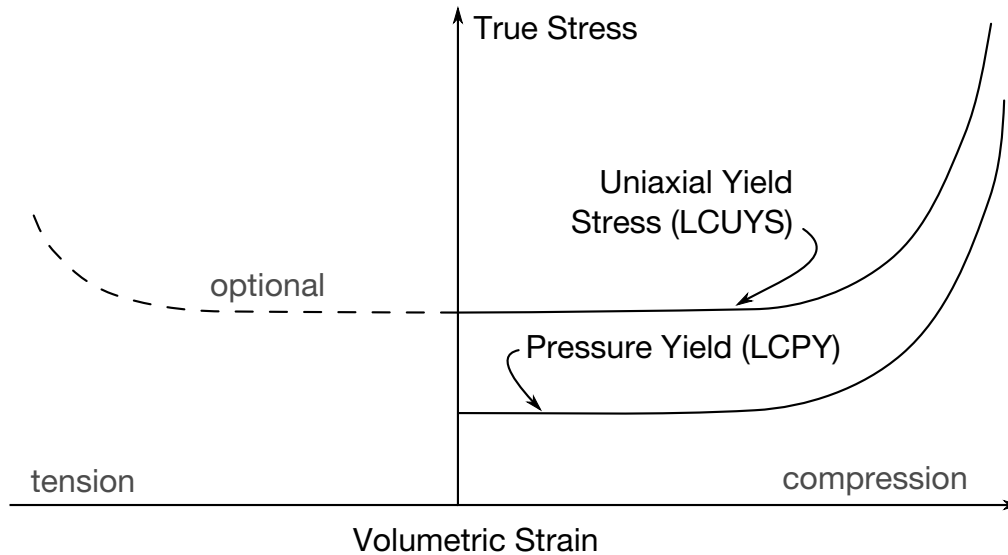 True Stress
Uniaxial Yield
Stress (LCUYS)
optional
Pressure Yield (LCPY)
tension
compression
Volumetric Strain